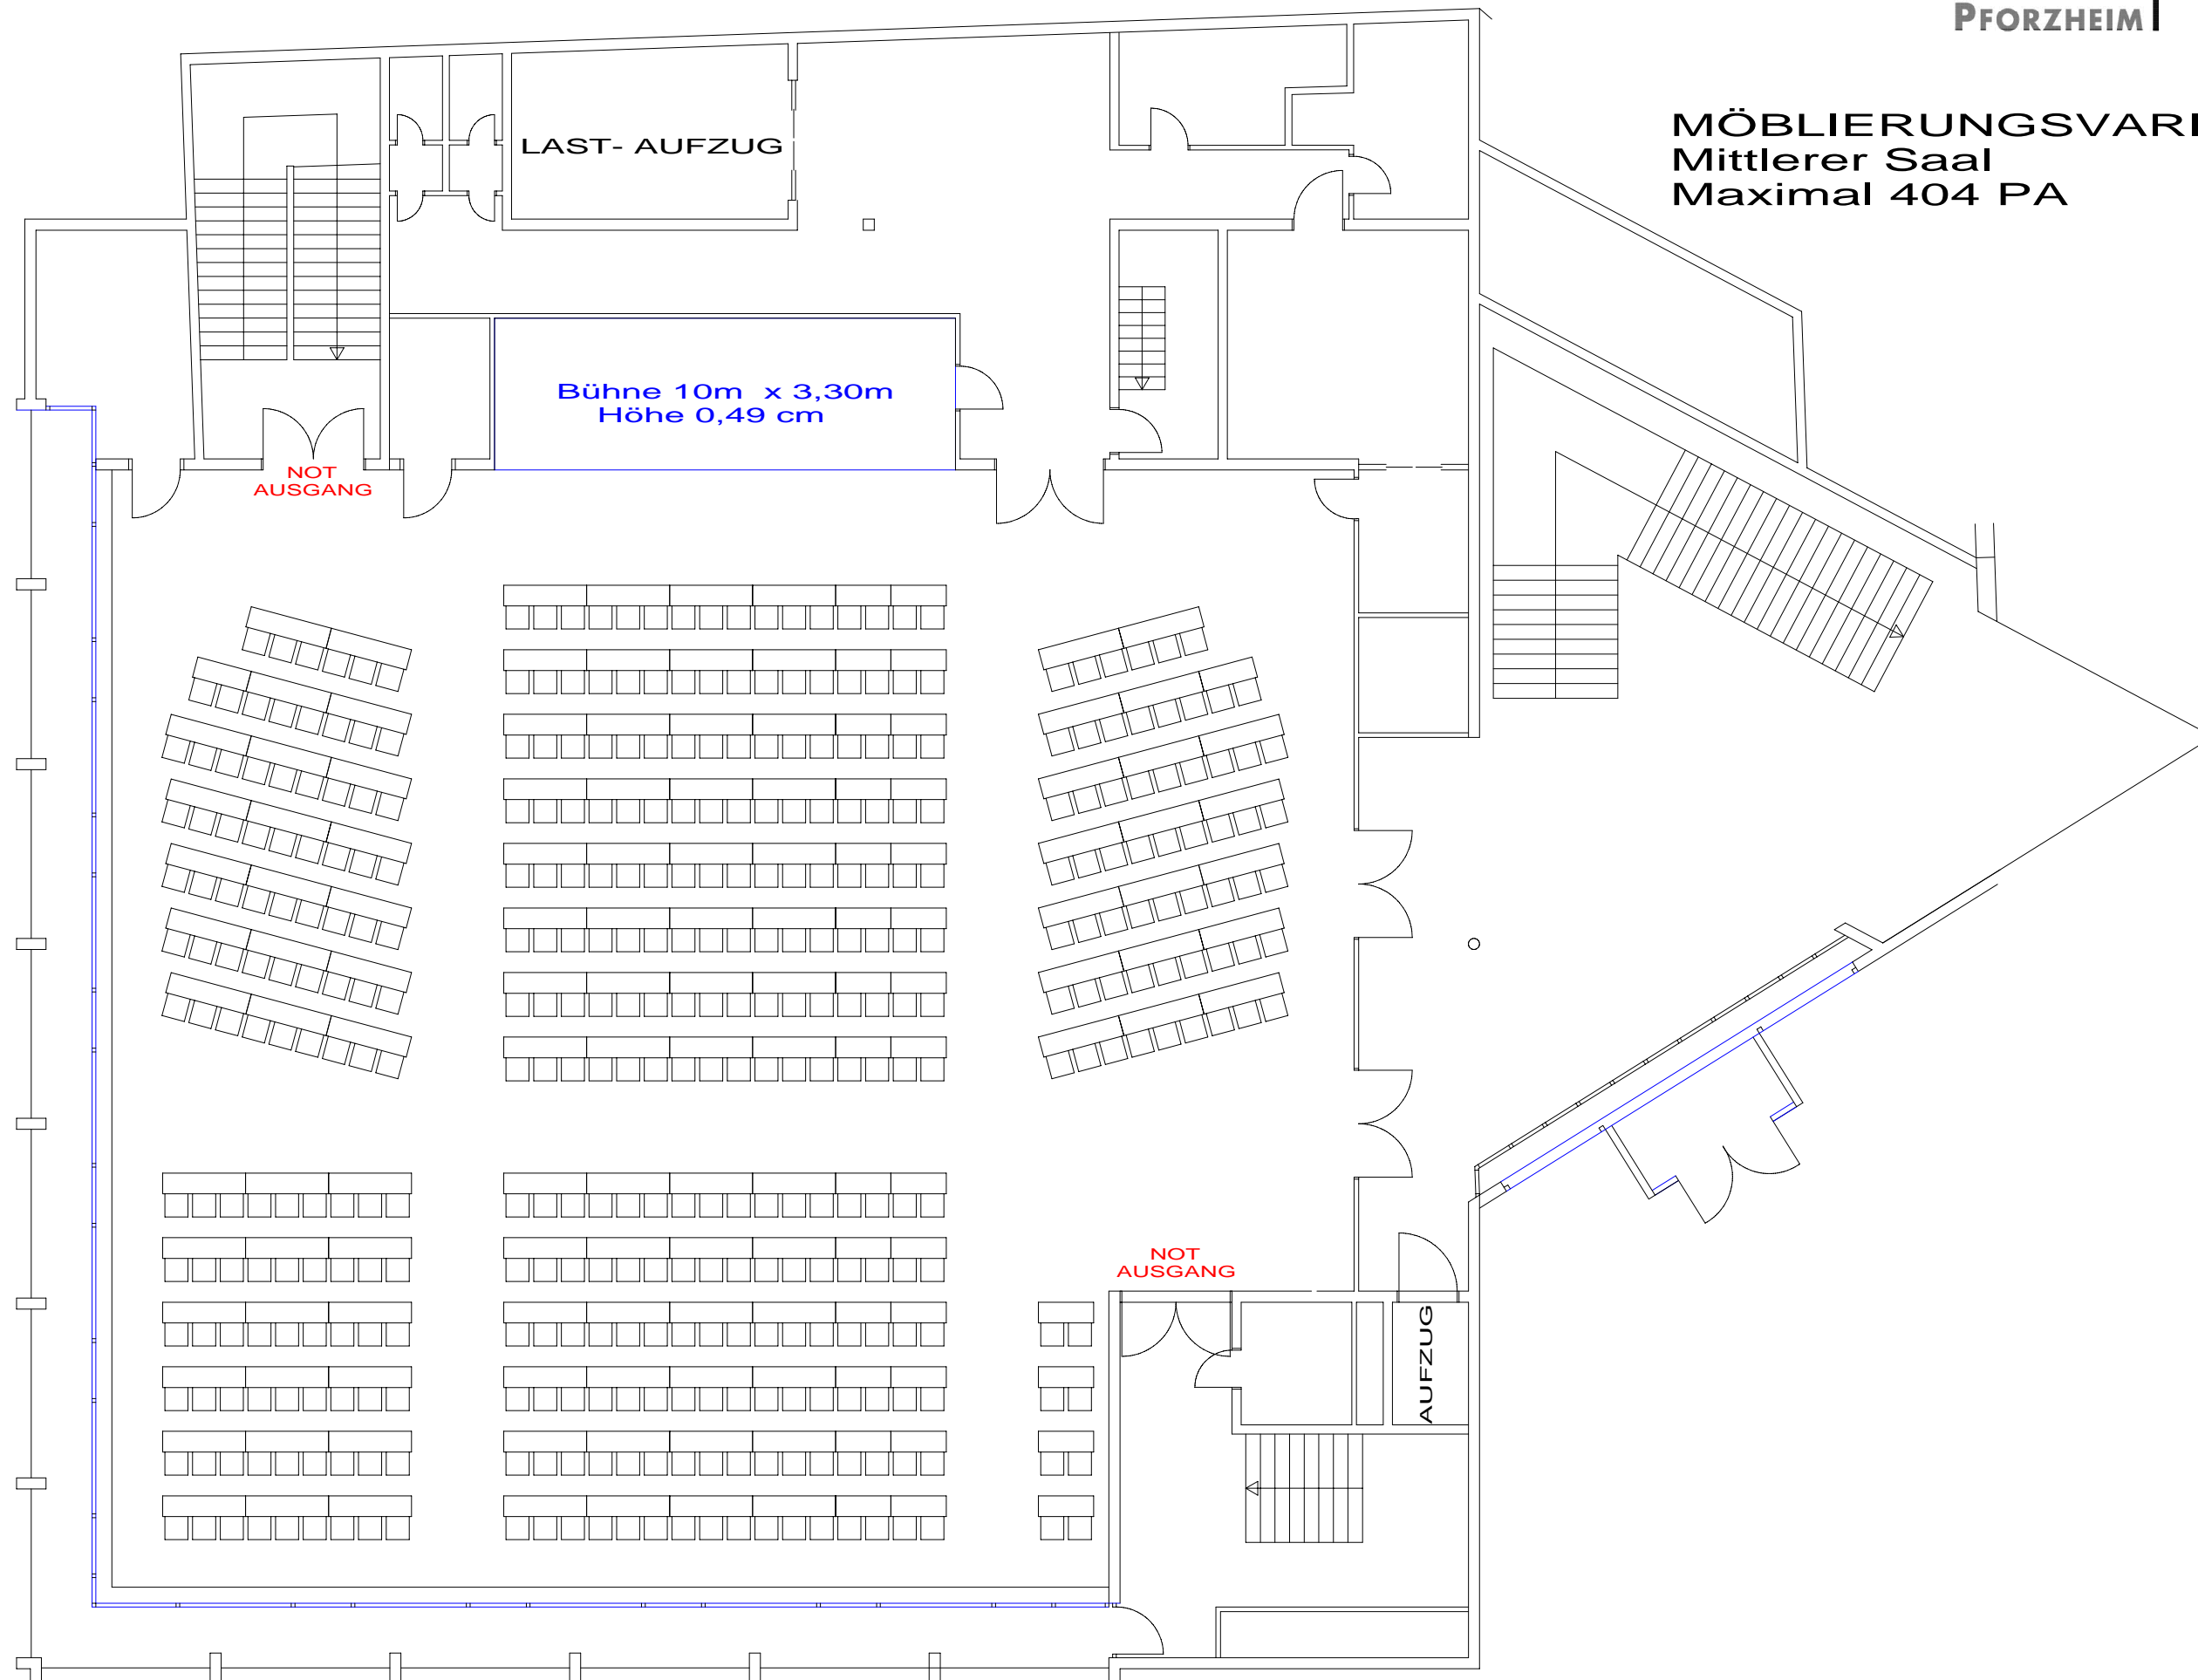 PFORZHEIM
MÖBLIERUNGSVARI
Mittlerer Saal
Maximal 404 PA
LAST- AUFZUG
Bühne 10m x 3,30m
Höhe 0,49 cm
NOT
AUSGANG
NOT
AUSGANG
AUFZUG